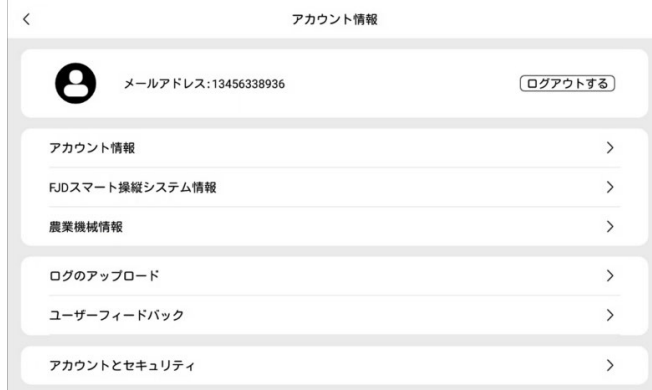 アカウント情報
メールアドレス:13456338936 ログアウトする
アカウント情報
FJDスマート操縦システム情報
農業機械情報
ログのアップロード
ユーザーフィードバック
アカウントとセキュリティ